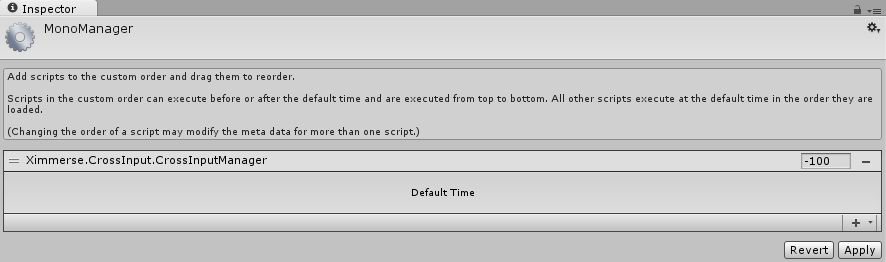 Inspector
MonoManager
Add scripts to the custom order and drag them to reorder.
Scripts in the custom order can execute before or after the default time and are executed from top to bottom. All other scripts execute at the default time in the order they are
loaded.
(Changing the order of a script may modify the meta data for more than one script.)
Ximmerse.CrossInput.CrossInputManager -100
Default Time
Revert Apply